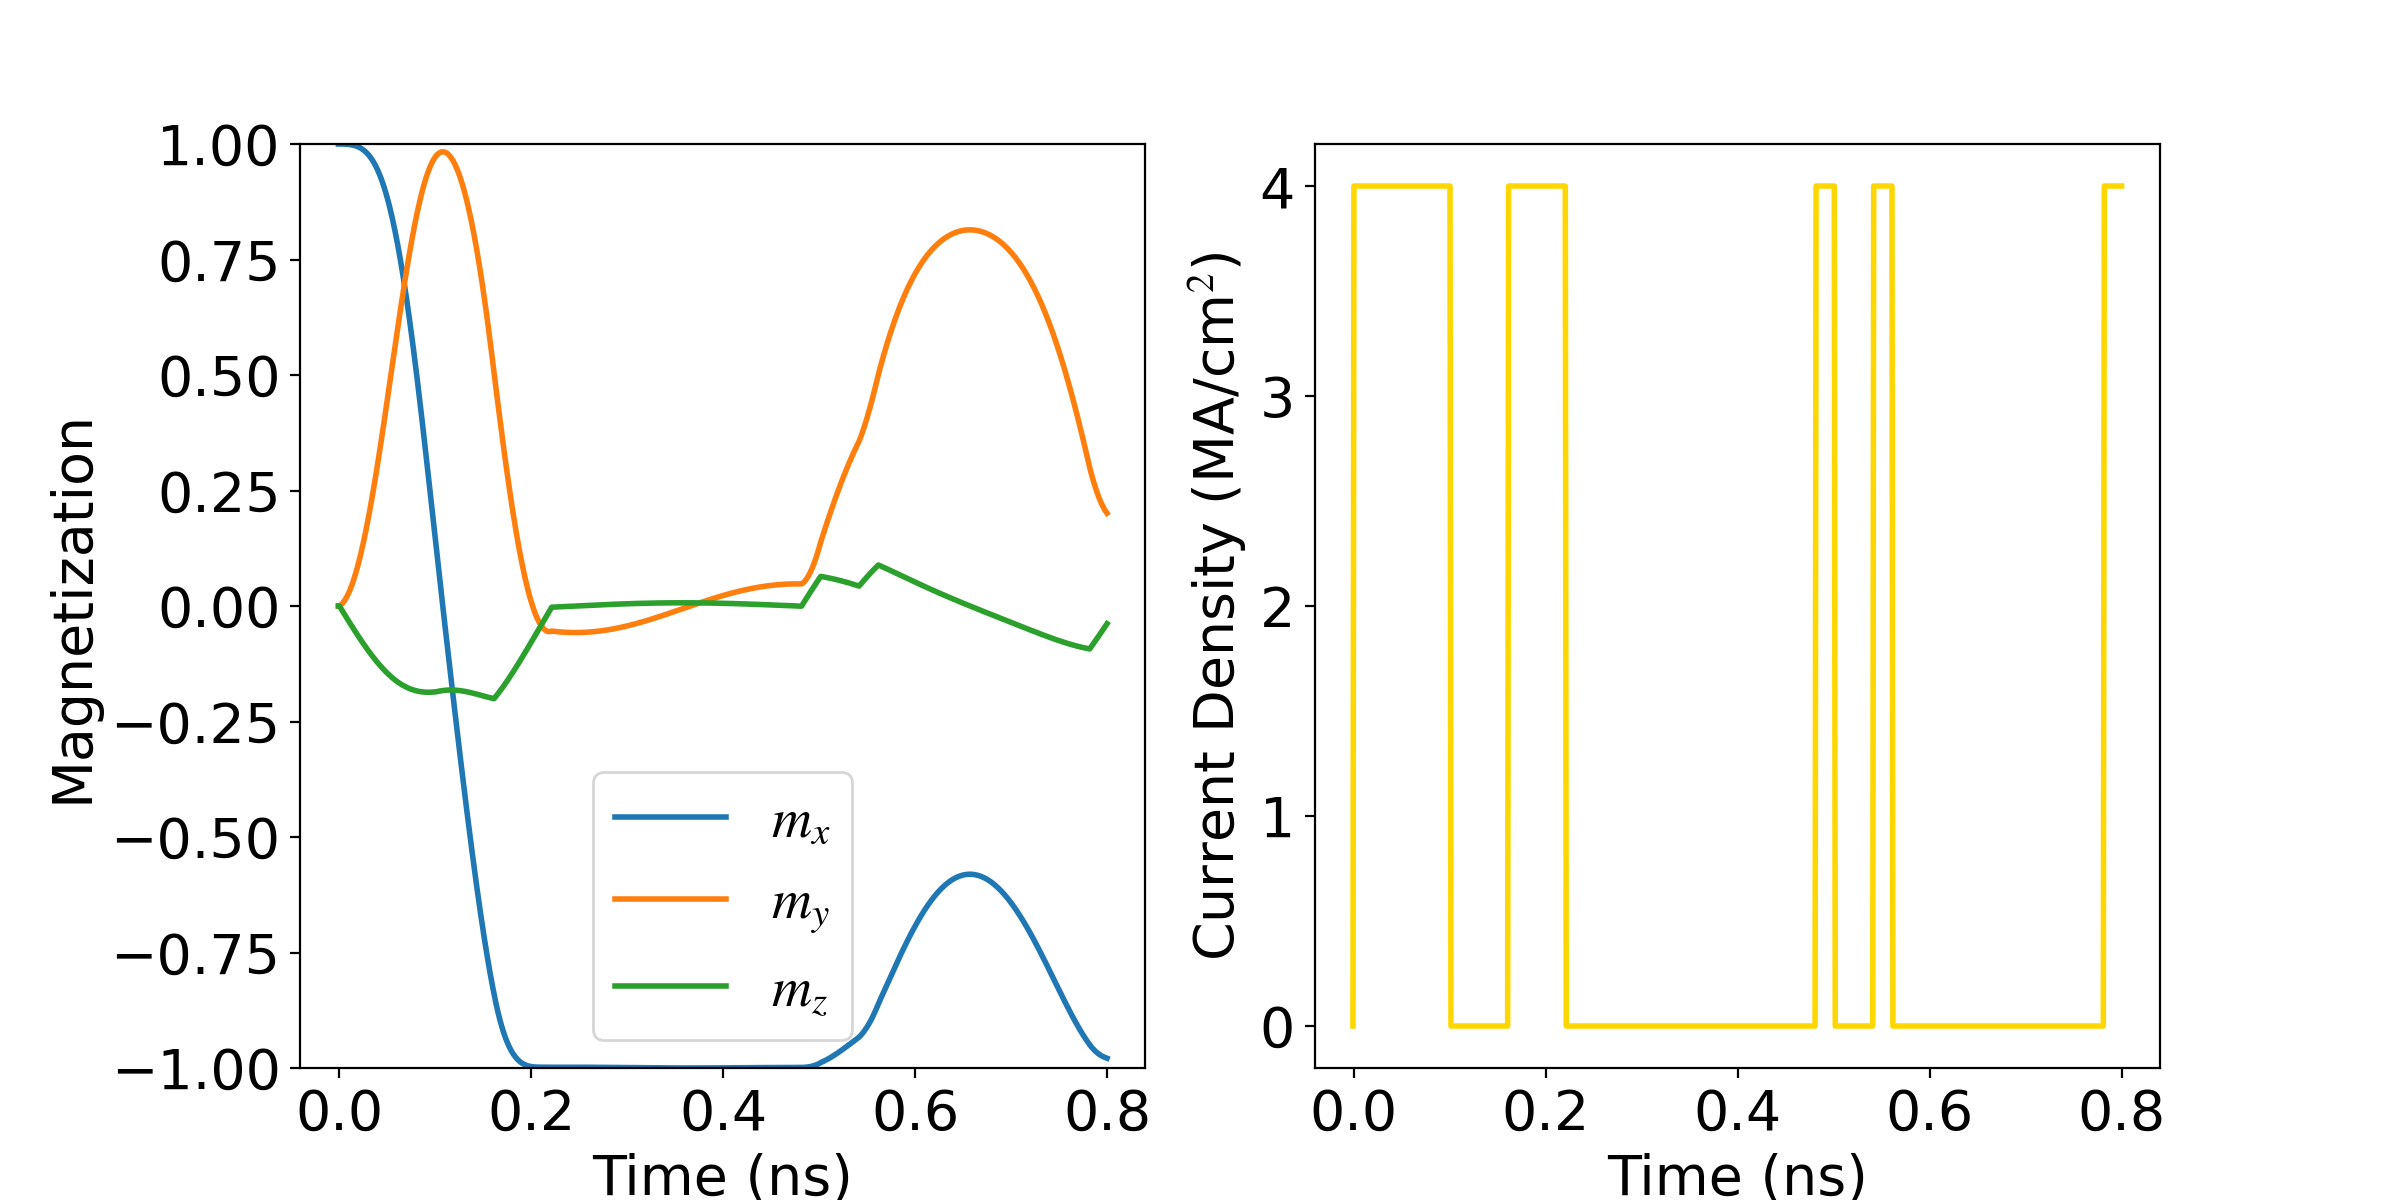 Magnetization
1.00
0.75
0.50
0.25
0.00
−0.25
−0.50
−0.75
−1.00
0.0 0.2 0.4 0.6 0.8
Time (ns)
mₓ
m_y
m_z
Current Density (MA/cm²)
4
3
2
1
0
0.0 0.2 0.4 0.6 0.8
Time (ns)